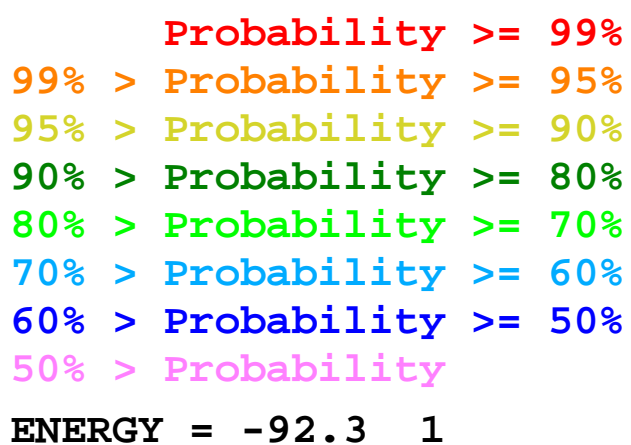 Probability >= 99%
99% > Probability >= 95%
95% > Probability >= 90%
90% > Probability >= 80%
80% > Probability >= 70%
70% > Probability >= 60%
60% > Probability >= 50%
50% > Probability
ENERGY = -92.3  1